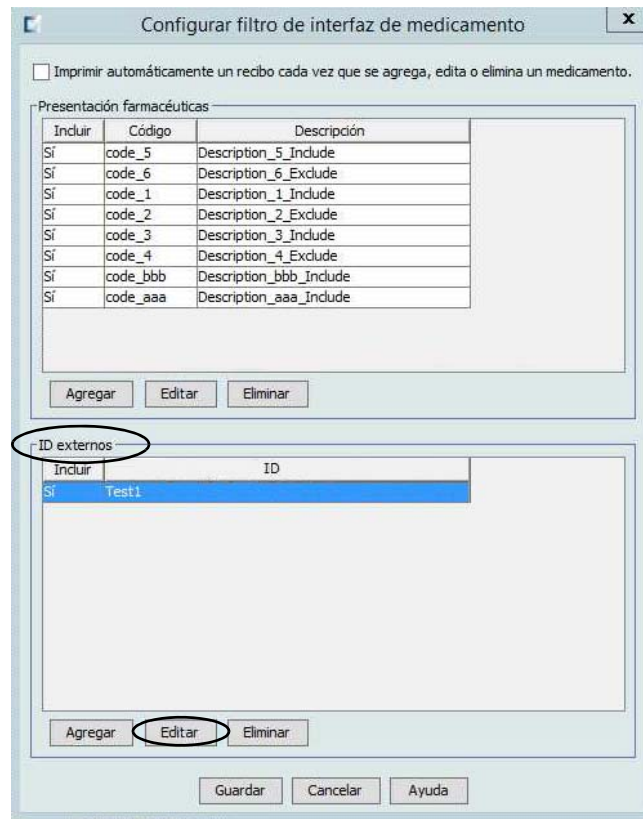 Configurar filtro de interfaz de medicamento
x
Imprimir automáticamente un recibo cada vez que se agrega, edita o elimina un medicamento.
Presentación farmacéuticas
Incluir Código Descripción
Sí code_5 Description_5_Include
Sí code_6 Description_6_Exclude
Sí code_1 Description_1_Include
Sí code_2 Description_2_Exclude
Sí code_3 Description_3_Include
Sí code_4 Description_4_Exclude
Sí code_bbb Description_bbb_Include
Sí code_aaa Description_aaa_Include
Agregar Editar Eliminar
ID externos
Incluir ID
Sí Test1
Agregar Editar Eliminar
Guardar Cancelar Ayuda